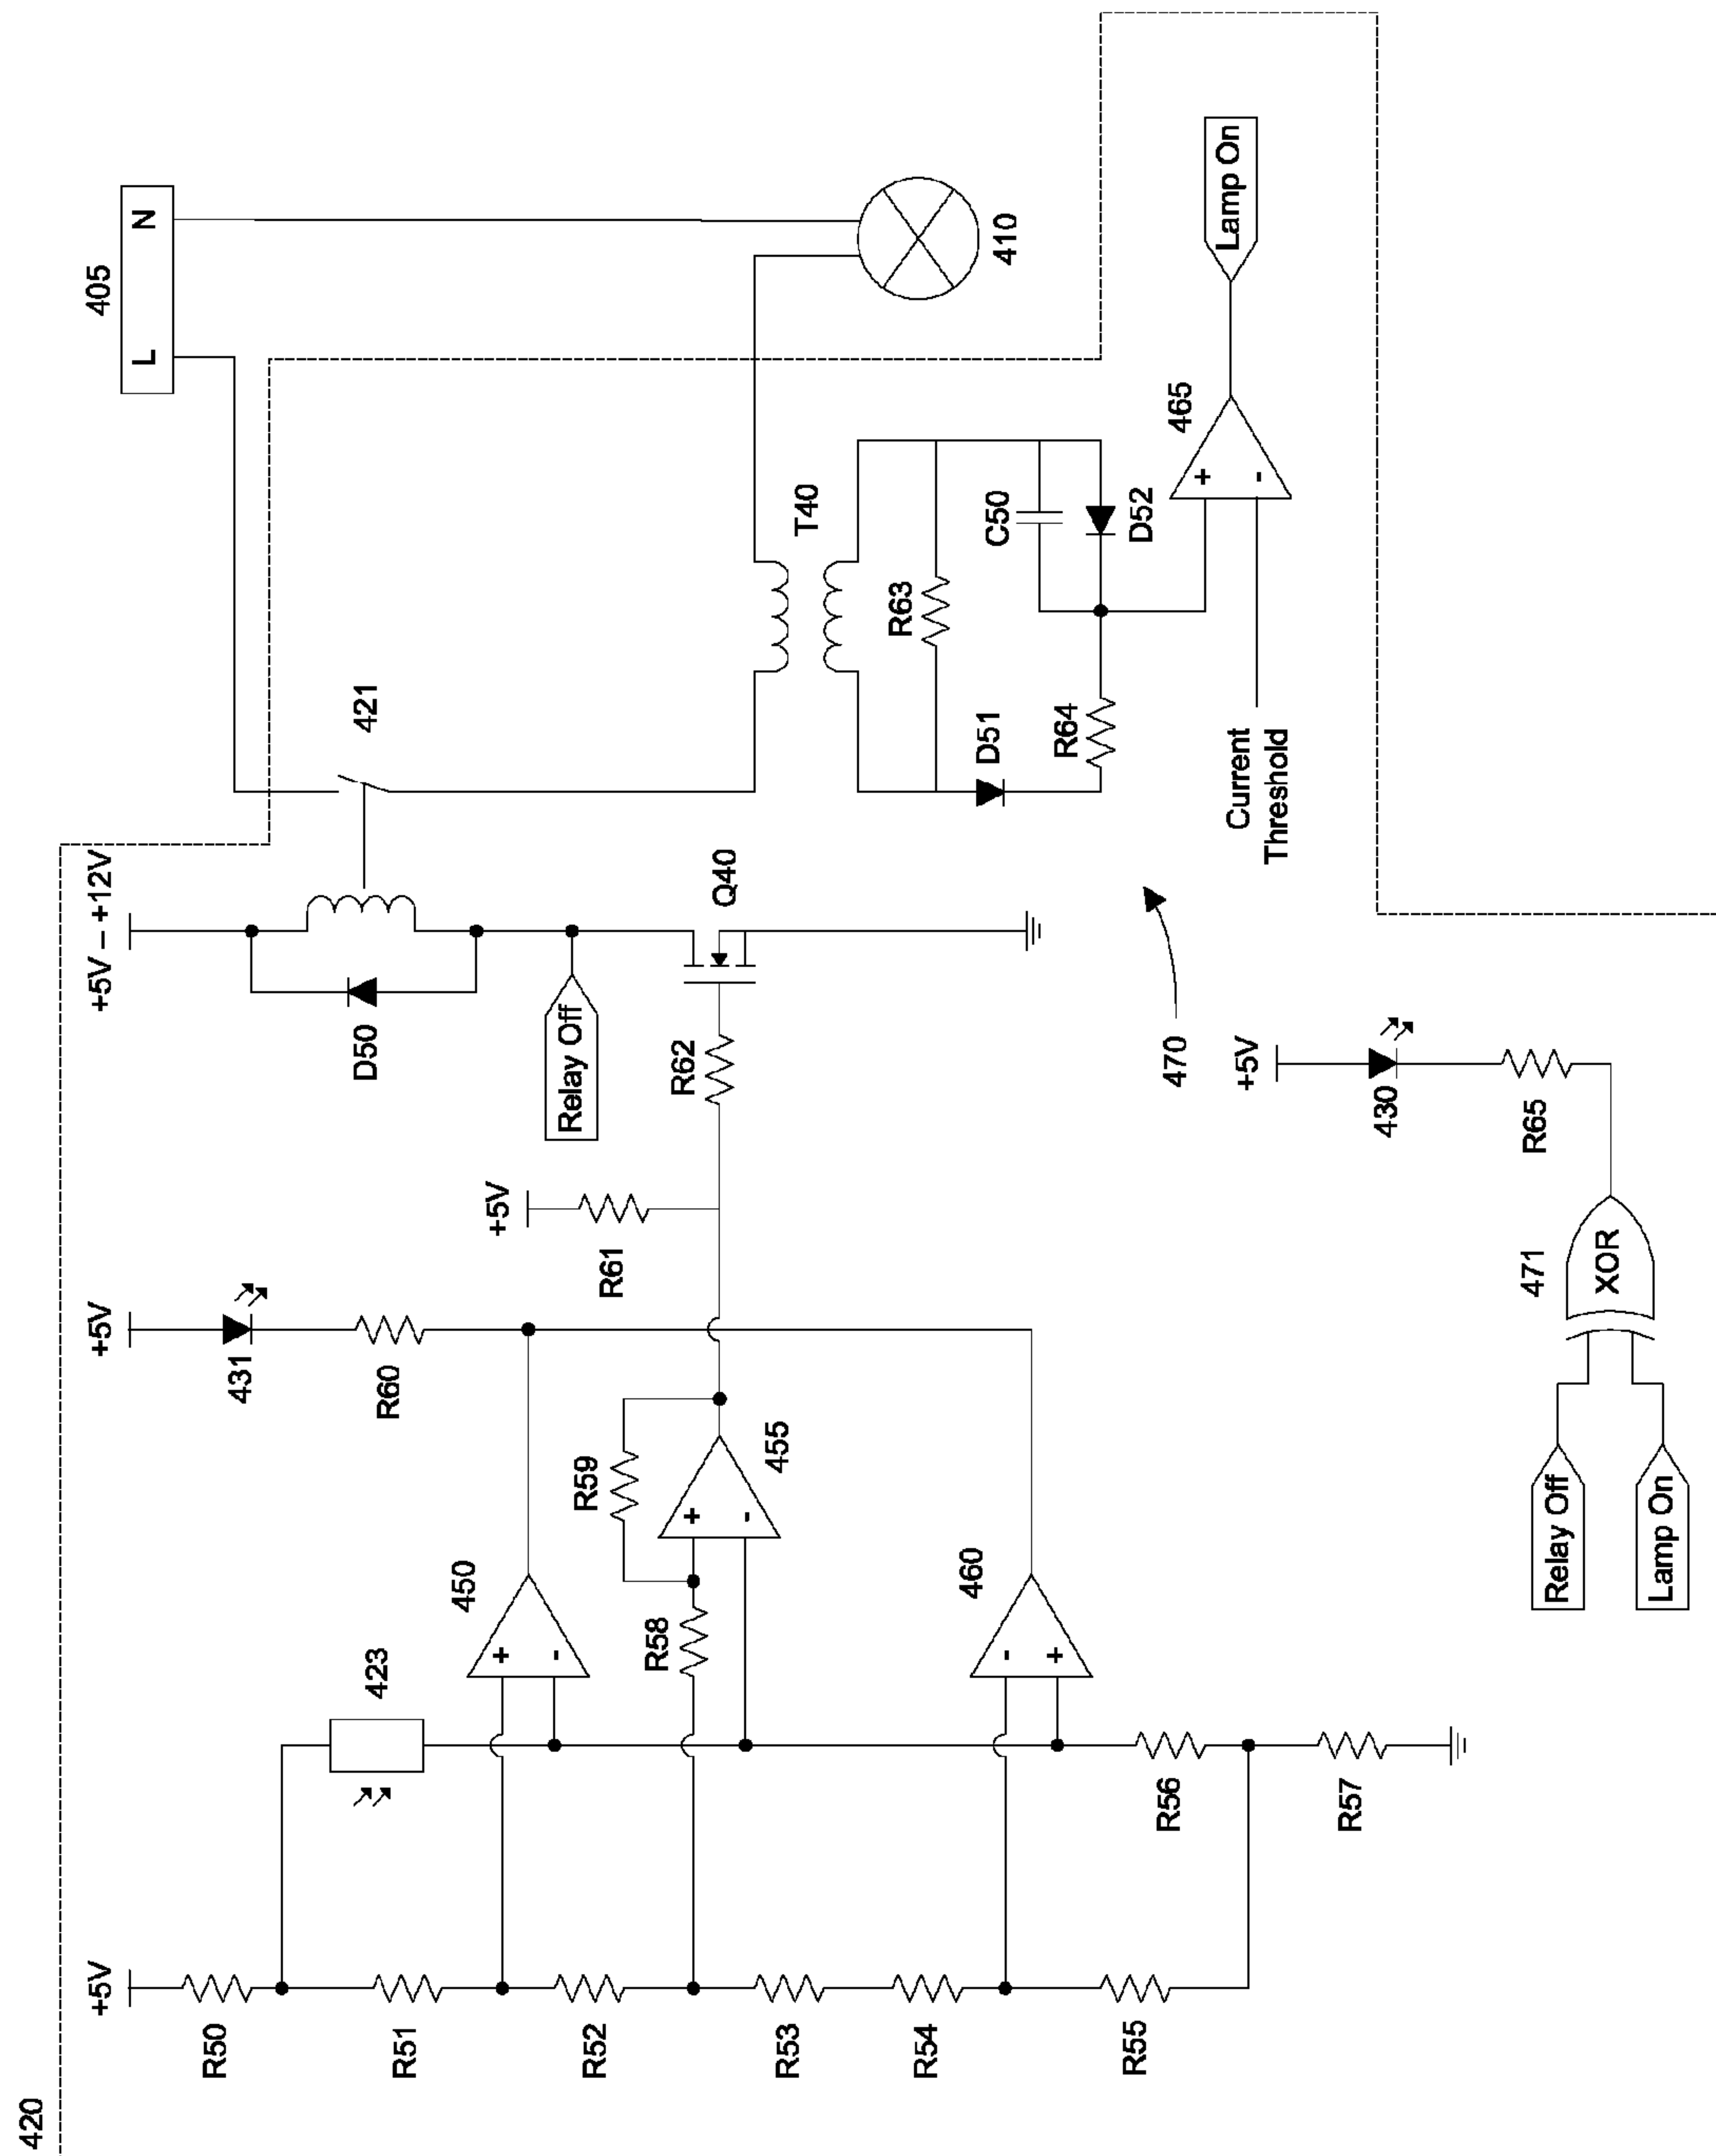 420
405
L N
+5V – +12V
421
D50
Relay Off
Q40
R62
T40
410
R63
C50
D51
D52
R64
465
+
-
Lamp On
Current
Threshold
470
+5V
431
R60
+5V
R61
+5V
430
R65
471
XOR
Relay Off
Lamp On
450
+
-
R59
455
+
-
R58
460
-
+
423
R56
R57
+5V
R50
R51
R52
R53
R54
R55